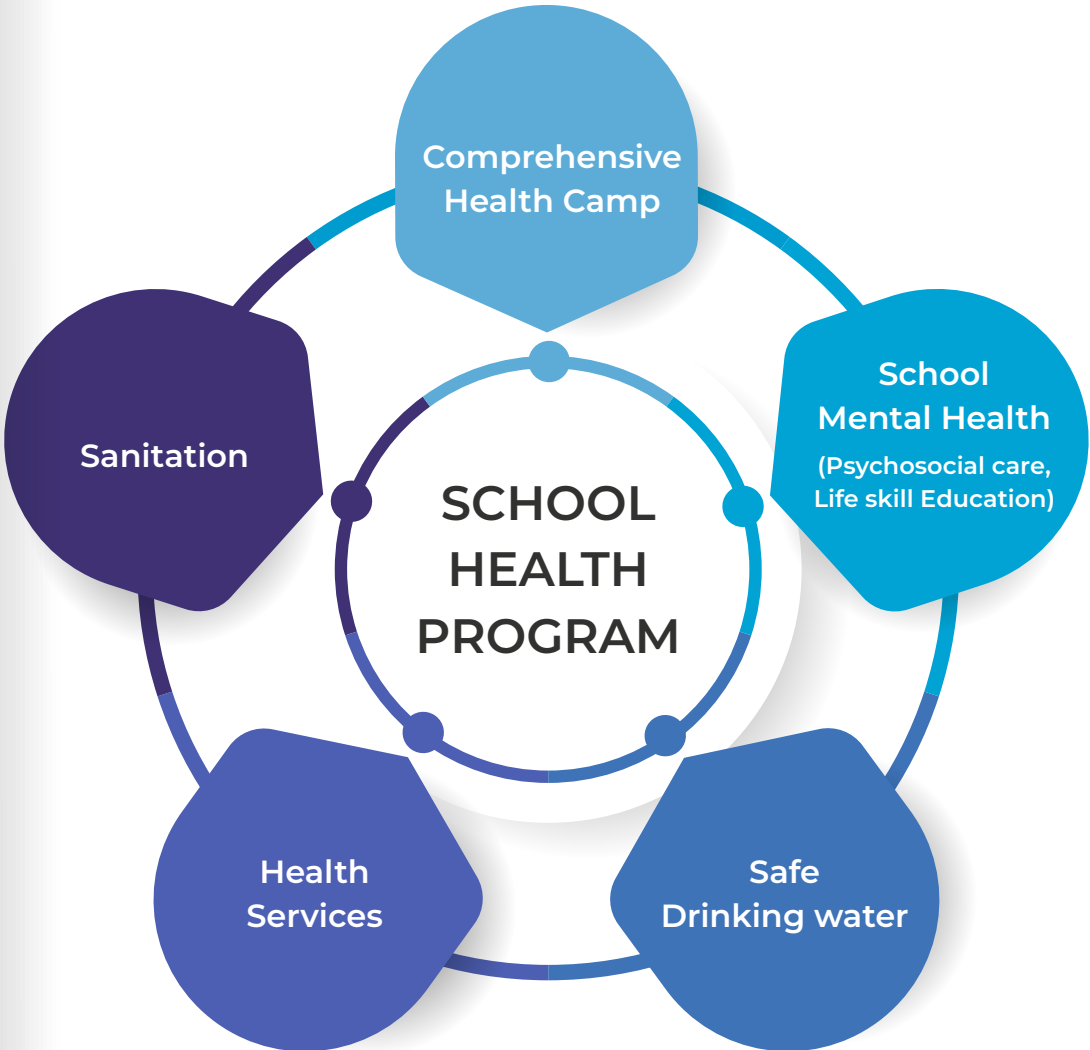 Comprehensive
Health Camp
School
Mental Health
(Psychosocial care,
Life skill Education)
Sanitation
SCHOOL
HEALTH
PROGRAM
Health
Services
Safe
Drinking water